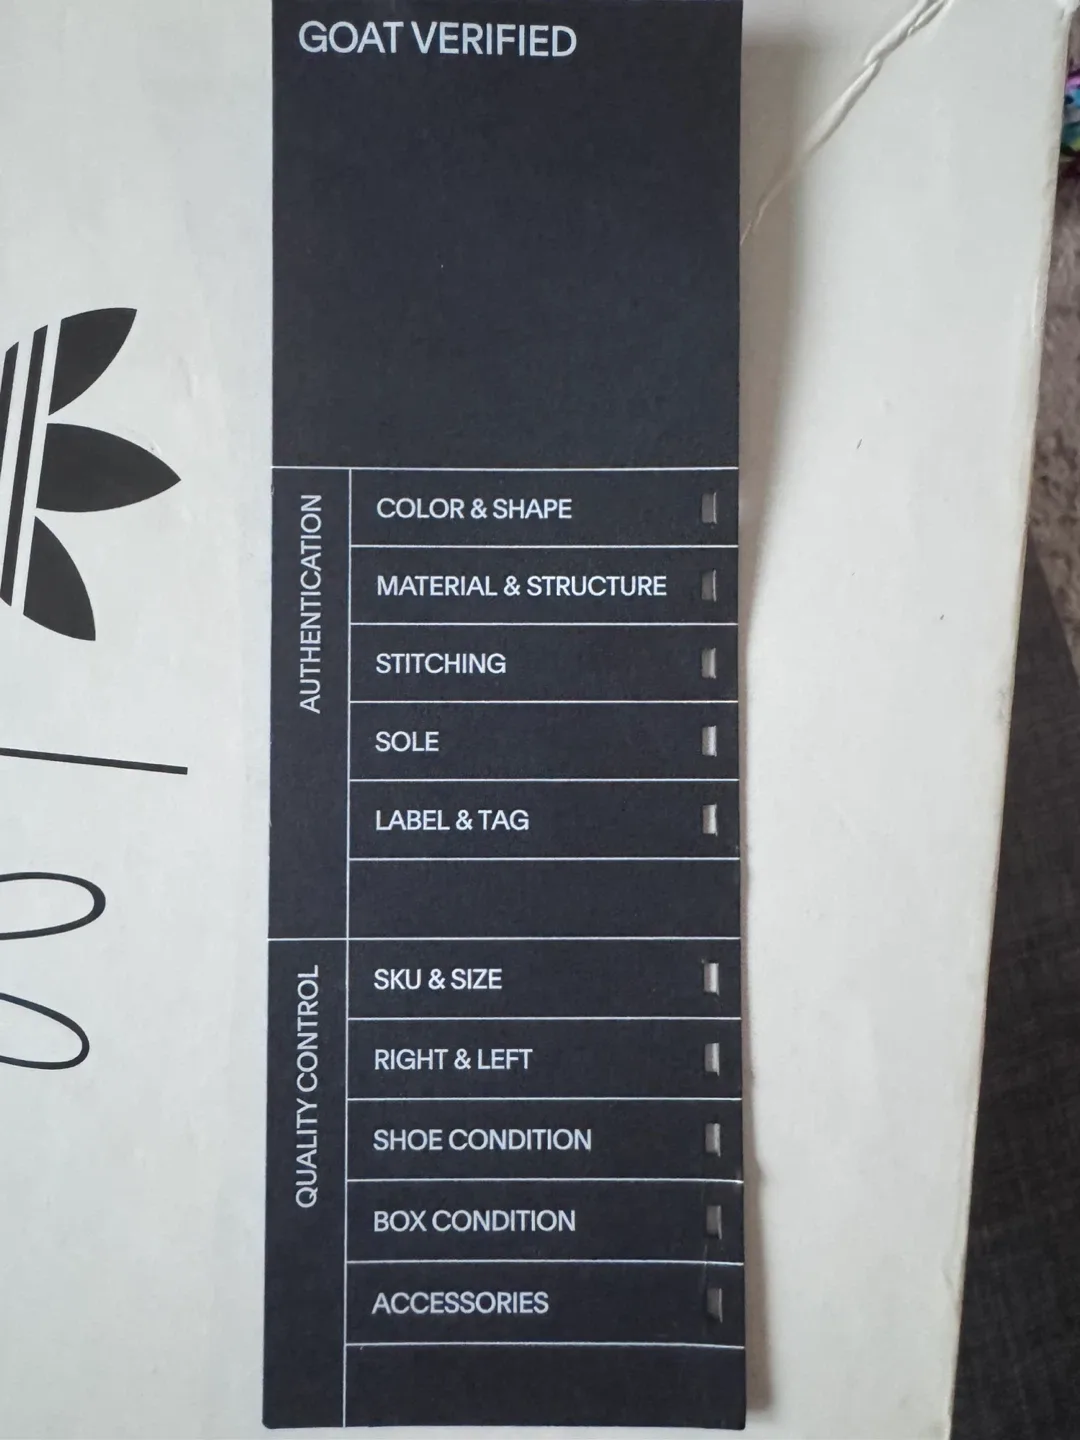 GOAT VERIFIED
AUTHENTICATION
COLOR & SHAPE
MATERIAL & STRUCTURE
STITCHING
SOLE
LABEL & TAG
QUALITY CONTROL
SKU & SIZE
RIGHT & LEFT
SHOE CONDITION
BOX CONDITION
ACCESSORIES